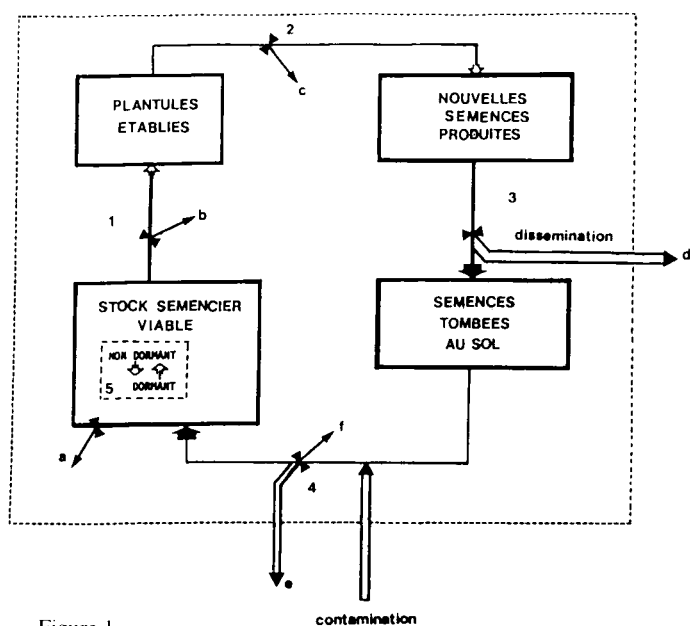 2
c
PLANTULES
ETABLIES
NOUVELLES
SEMENCES
PRODUITES
1
b
3
dissemination
d
STOCK SEMENCIER
VIABLE
NON DORMANT
5 DORMANT
a
SEMENCES
TOMBEES
AU SOL
f
4
e
contamination
Figure 1